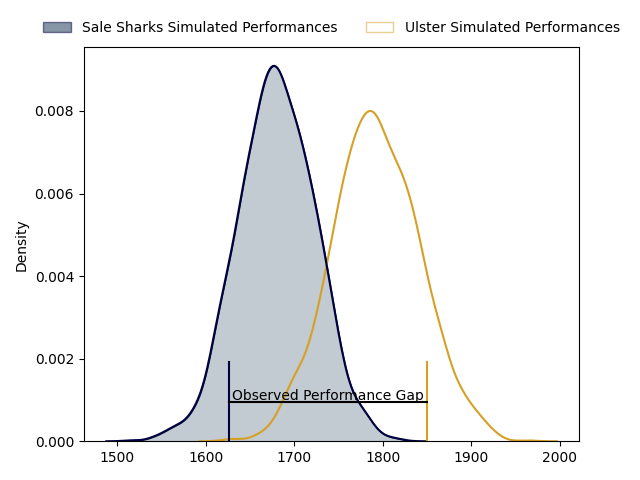 Sale Sharks Simulated Performances Ulster Simulated Performances
0.008
0.006
0.004
0.002
0.000
Density
Observed Performance Gap
1500 1600 1700 1800 1900 2000